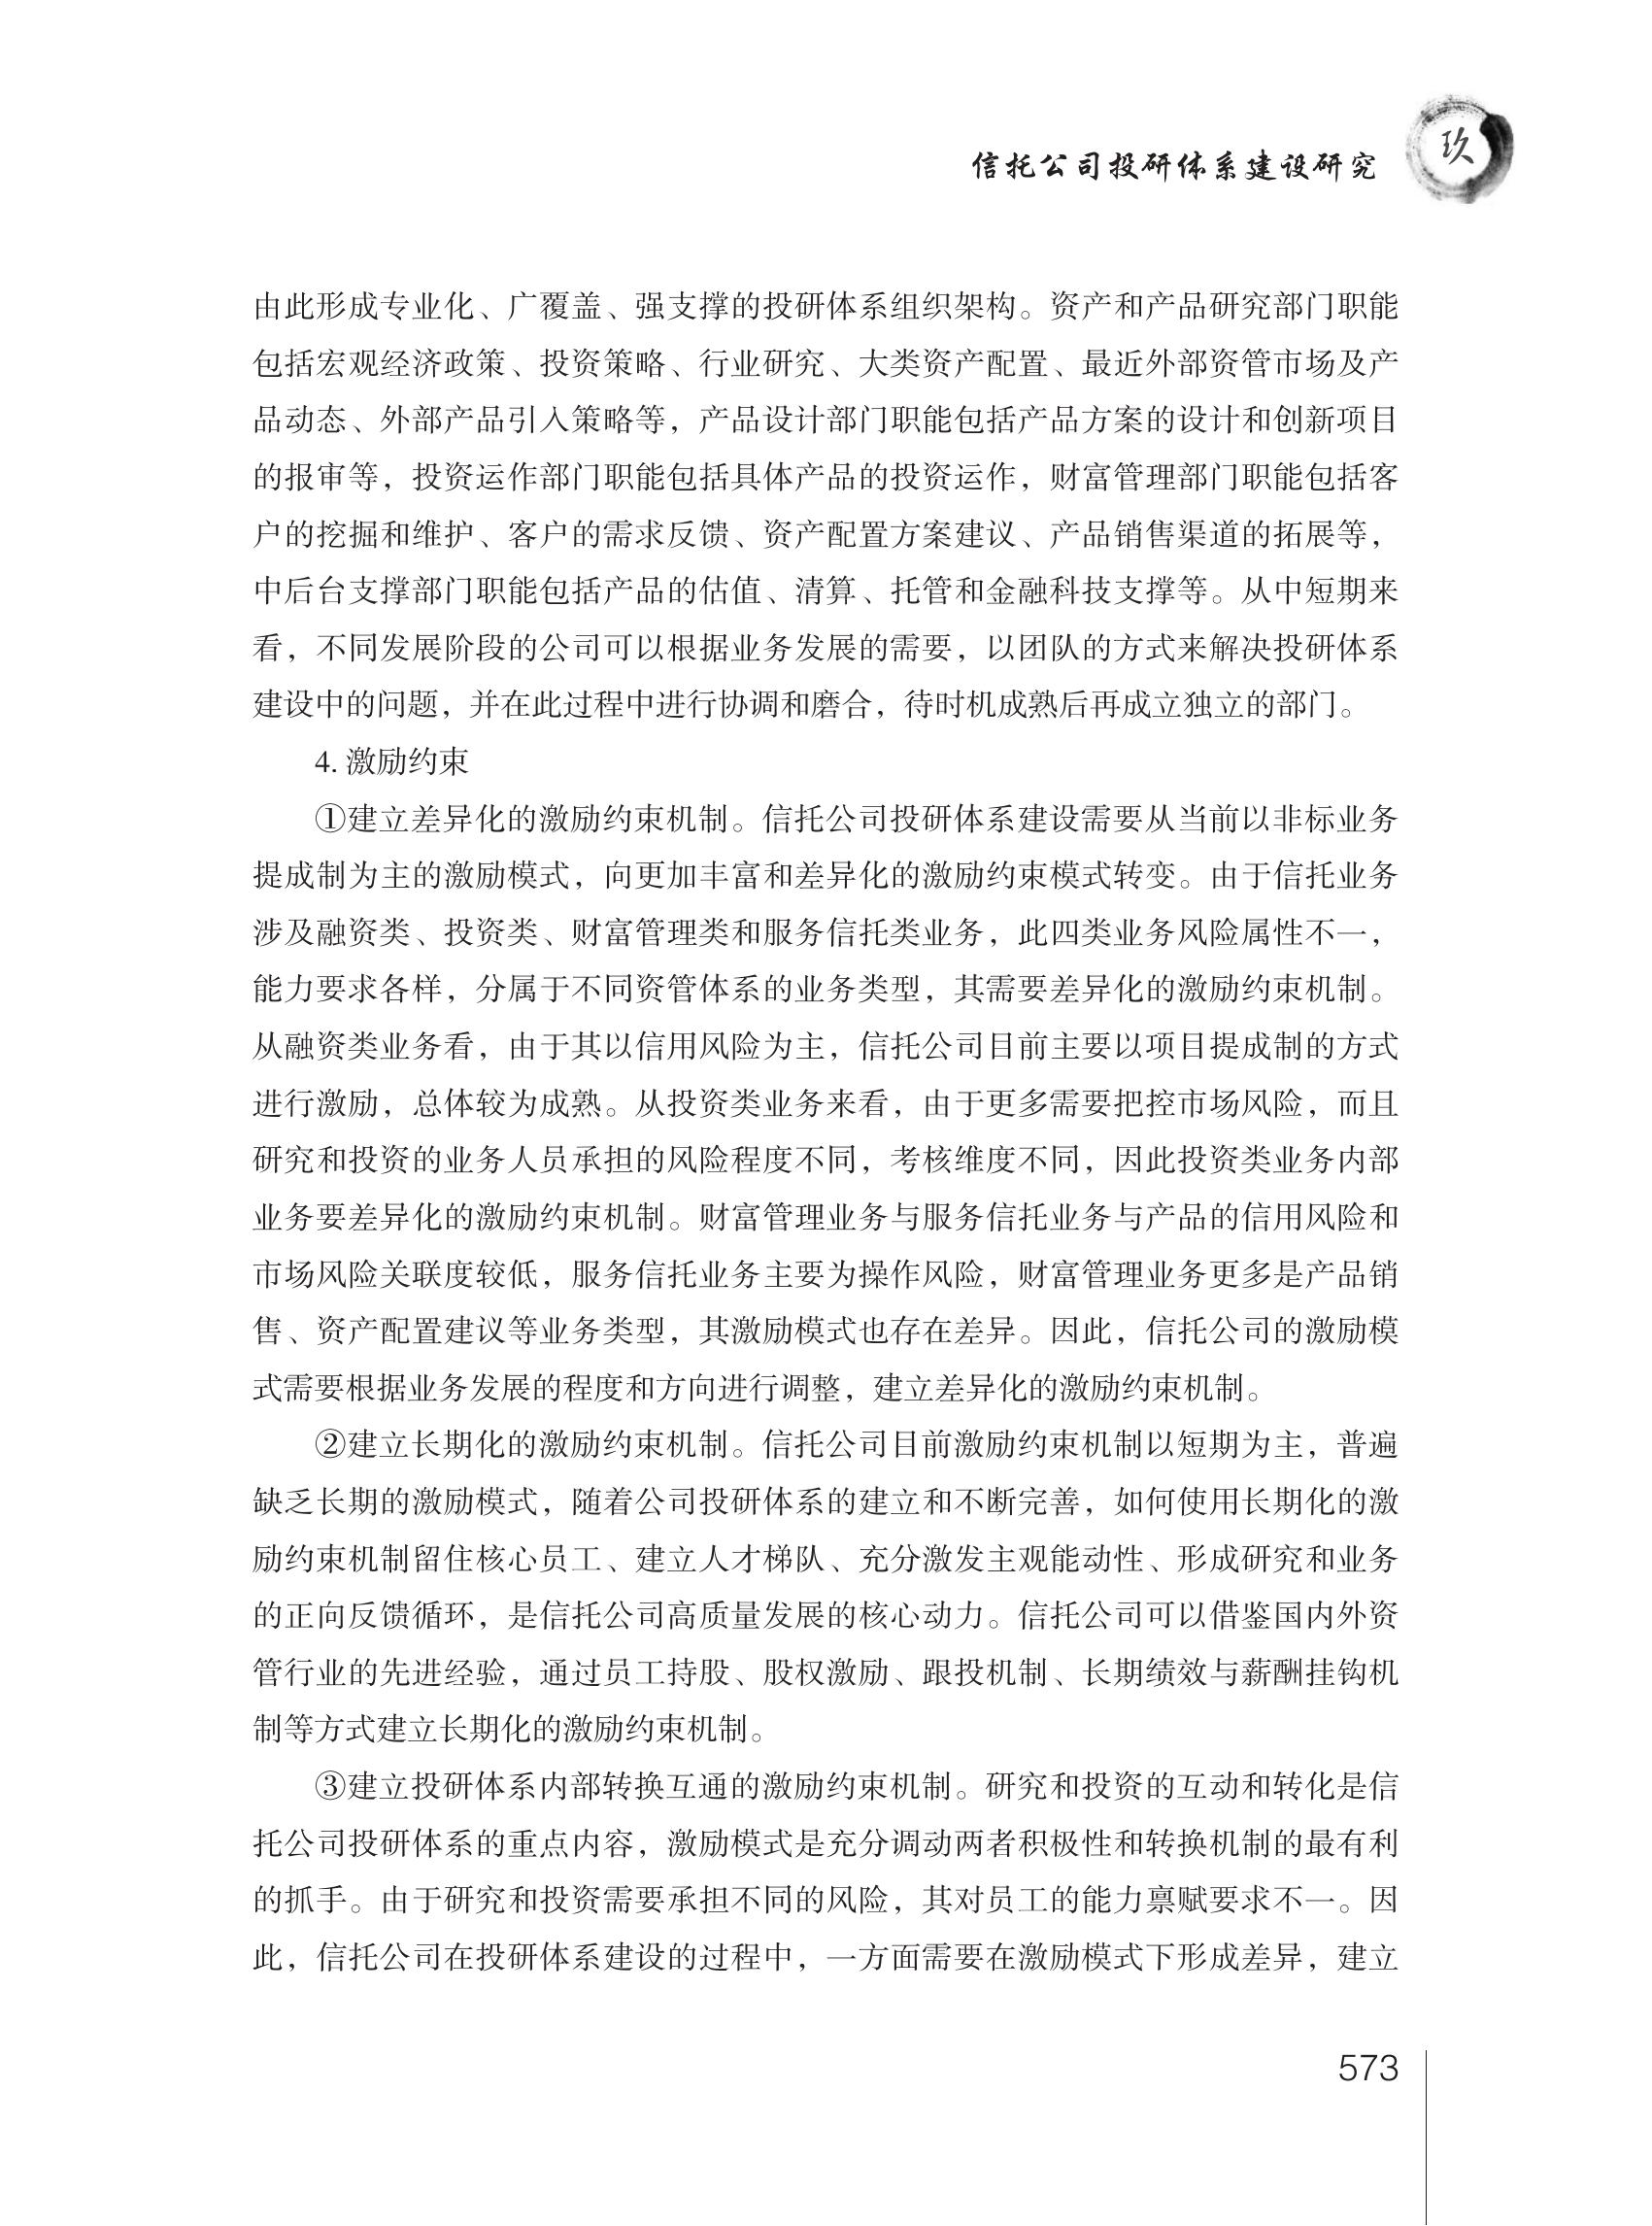 信托公司投研体系建设研究
玖
由此形成专业化、广覆盖、强支撑的投研体系组织架构。资产和产品研究部门职能
包括宏观经济政策、投资策略、行业研究、大类资产配置、最近外部资管市场及产
品动态、外部产品引入策略等，产品设计部门职能包括产品方案的设计和创新项目
的报审等，投资运作部门职能包括具体产品的投资运作，财富管理部门职能包括客
户的挖掘和维护、客户的需求反馈、资产配置方案建议、产品销售渠道的拓展等，
中后台支撑部门职能包括产品的估值、清算、托管和金融科技支撑等。从中短期来
看，不同发展阶段的公司可以根据业务发展的需要，以团队的方式来解决投研体系
建设中的问题，并在此过程中进行协调和磨合，待时机成熟后再成立独立的部门。
4. 激励约束
①建立差异化的激励约束机制。信托公司投研体系建设需要从当前以非标业务
提成制为主的激励模式，向更加丰富和差异化的激励约束模式转变。由于信托业务
涉及融资类、投资类、财富管理类和服务信托类业务，此四类业务风险属性不一，
能力要求各样，分属于不同资管体系的业务类型，其需要差异化的激励约束机制。
从融资类业务看，由于其以信用风险为主，信托公司目前主要以项目提成制的方式
进行激励，总体较为成熟。从投资类业务来看，由于更多需要把控市场风险，而且
研究和投资的业务人员承担的风险程度不同，考核维度不同，因此投资类业务内部
业务要差异化的激励约束机制。财富管理业务与服务信托业务与产品的信用风险和
市场风险关联度较低，服务信托业务主要为操作风险，财富管理业务更多是产品销
售、资产配置建议等业务类型，其激励模式也存在差异。因此，信托公司的激励模
式需要根据业务发展的程度和方向进行调整，建立差异化的激励约束机制。
②建立长期化的激励约束机制。信托公司目前激励约束机制以短期为主，普遍
缺乏长期的激励模式，随着公司投研体系的建立和不断完善，如何使用长期化的激
励约束机制留住核心员工、建立人才梯队、充分激发主观能动性、形成研究和业务
的正向反馈循环，是信托公司高质量发展的核心动力。信托公司可以借鉴国内外资
管行业的先进经验，通过员工持股、股权激励、跟投机制、长期绩效与薪酬挂钩机
制等方式建立长期化的激励约束机制。
③建立投研体系内部转换互通的激励约束机制。研究和投资的互动和转化是信
托公司投研体系的重点内容，激励模式是充分调动两者积极性和转换机制的最有利
的抓手。由于研究和投资需要承担不同的风险，其对员工的能力禀赋要求不一。因
此，信托公司在投研体系建设的过程中，一方面需要在激励模式下形成差异，建立
573